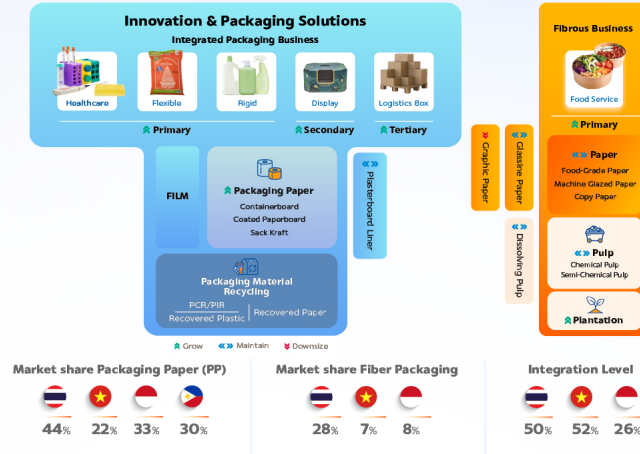 Innovation & Packaging Solutions
Integrated Packaging Business
Healthcare
Flexible
Rigid
Display
Logistics Box
Primary
Secondary
Tertiary
FILM
Packaging Paper
Containerboard
Coated Paperboard
Sack Kraft
Plasterboard Liner
Packaging Material
Recycling
PCR/PIR
Recovered Plastic
Recovered Paper
Graphic Paper
Glassine Paper
Dissolving Pulp
Fibrous Business
Food Service
Primary
Paper
Food-Grade Paper
Machine Glazed Paper
Copy Paper
Pulp
Chemical Pulp
Semi-Chemical Pulp
Plantation
Grow
Maintain
Downsize
Market share Packaging Paper (PP)
44%
22%
33%
30%
Market share Fiber Packaging
28%
7%
8%
Integration Level
50%
52%
26%